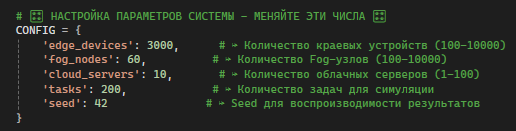 # 🎛️ НАСТРОЙКА ПАРАМЕТРОВ СИСТЕМЫ - МЕНЯЙТЕ ЭТИ ЧИСЛА 🎛️
CONFIG = {
    'edge_devices': 3000,      # ➳ Количество краевых устройств (100-10000)
    'fog_nodes': 60,          # ➳ Количество Fog-узлов (100-10000)
    'cloud_servers': 10,       # ➳ Количество облачных серверов (1-100)
    'tasks': 200,             # ➳ Количество задач для симуляции
    'seed': 42               # ➳ Seed для воспроизводимости результатов
}